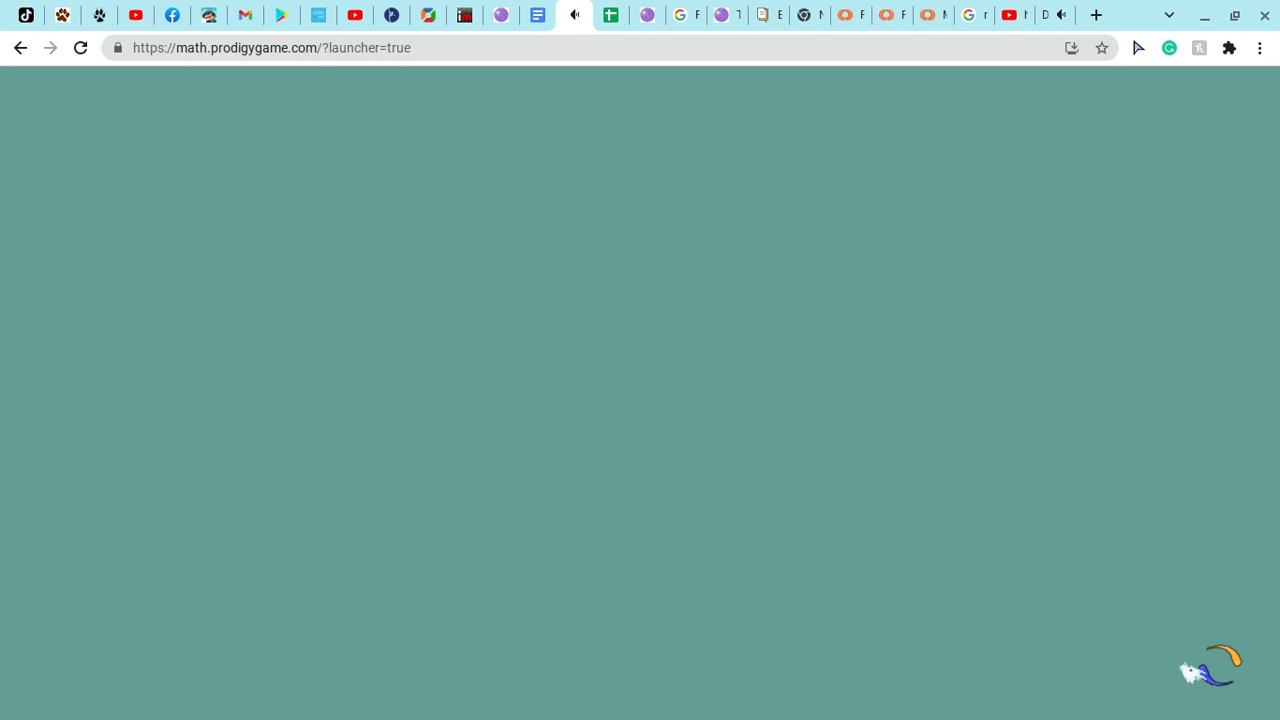 F T E N F F M r h D
https://math.prodigygame.com/?launcher=true